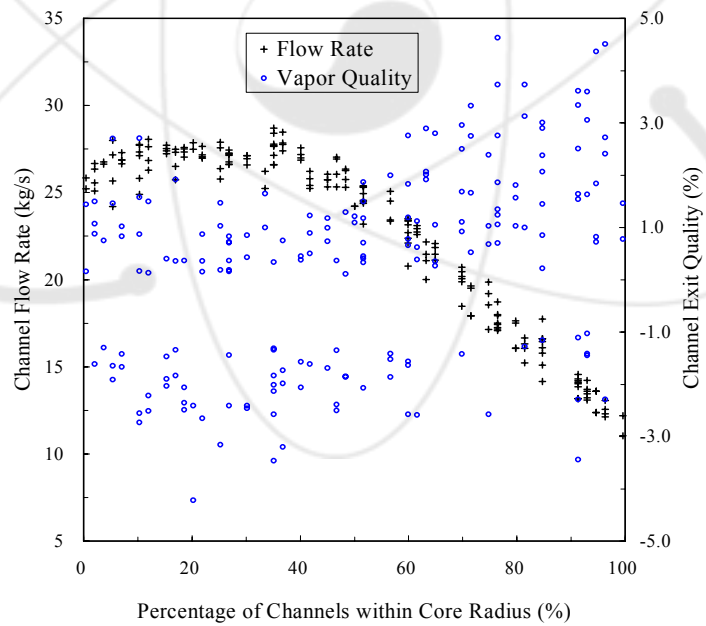 35
30
25
20
15
10
5
Channel Flow Rate (kg/s)
Flow Rate
Vapor Quality
5.0
3.0
1.0
-1.0
-3.0
-5.0
Channel Exit Quality (%)
0 20 40 60 80 100
Percentage of Channels within Core Radius (%)